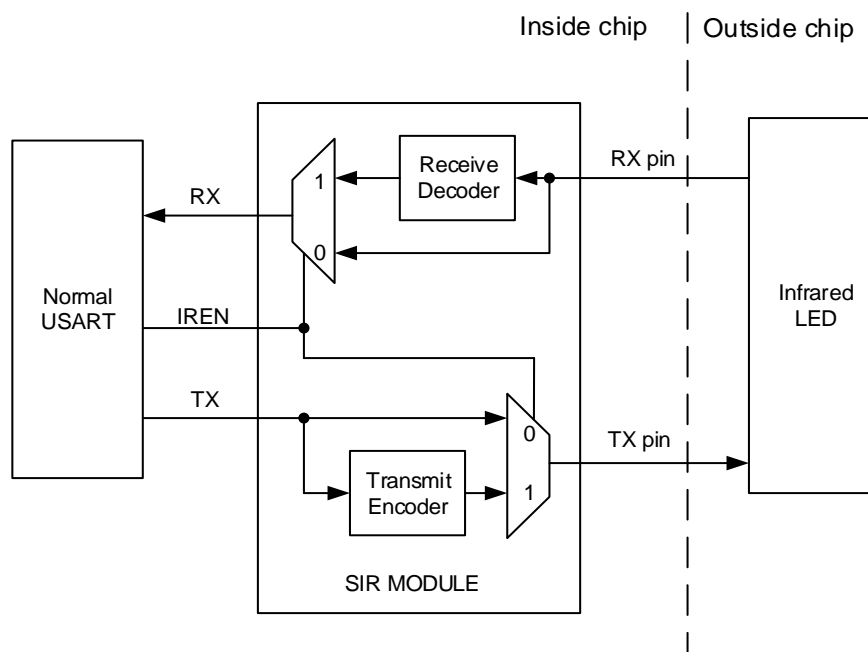 Inside chip
Outside chip
Normal
USART
RX
IREN
TX
1
0
Receive
Decoder
RX pin
Infrared
LED
0
1
Transmit
Encoder
TX pin
SIR MODULE